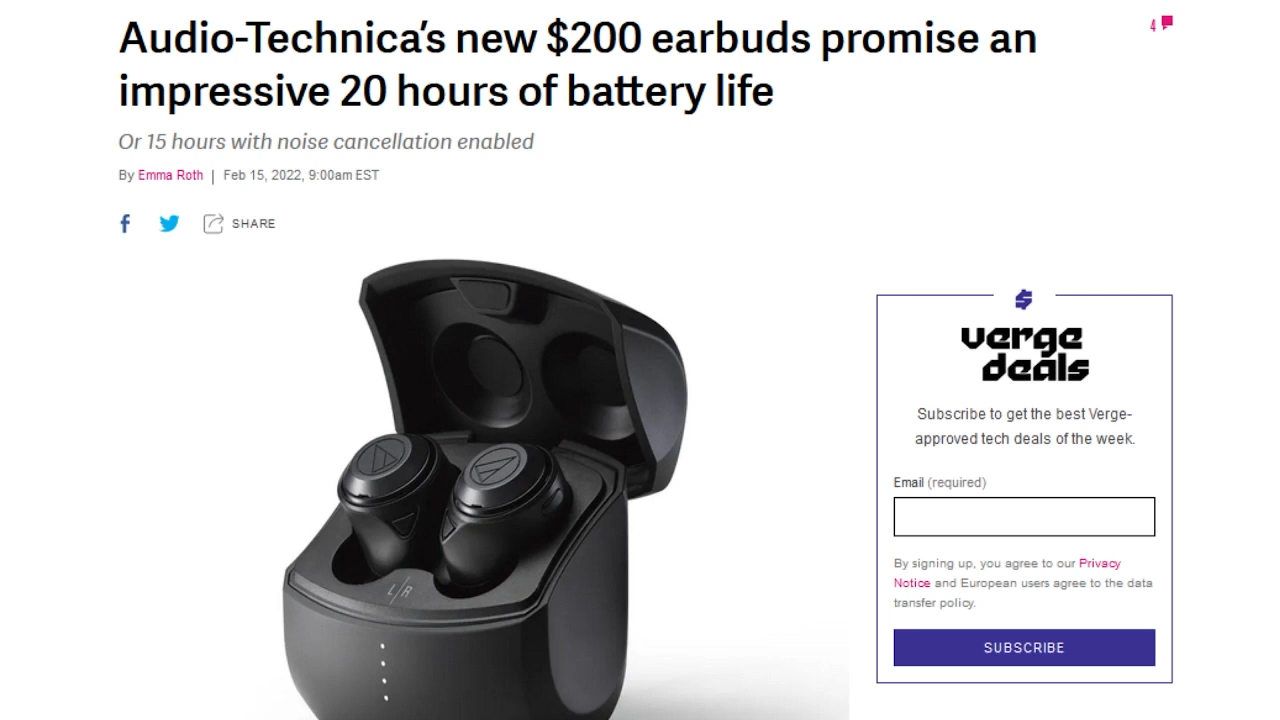 Audio-Technica's new $200 earbuds promise an
impressive 20 hours of battery life
4
Or 15 hours with noise cancellation enabled
By Emma Roth | Feb 15, 2022, 9:00am EST
SHARE
verge
deals
Subscribe to get the best Verge-
approved tech deals of the week.
Email (required)
By signing up, you agree to our Privacy
Notice and European users agree to the data
transfer policy.
SUBSCRIBE
L/R